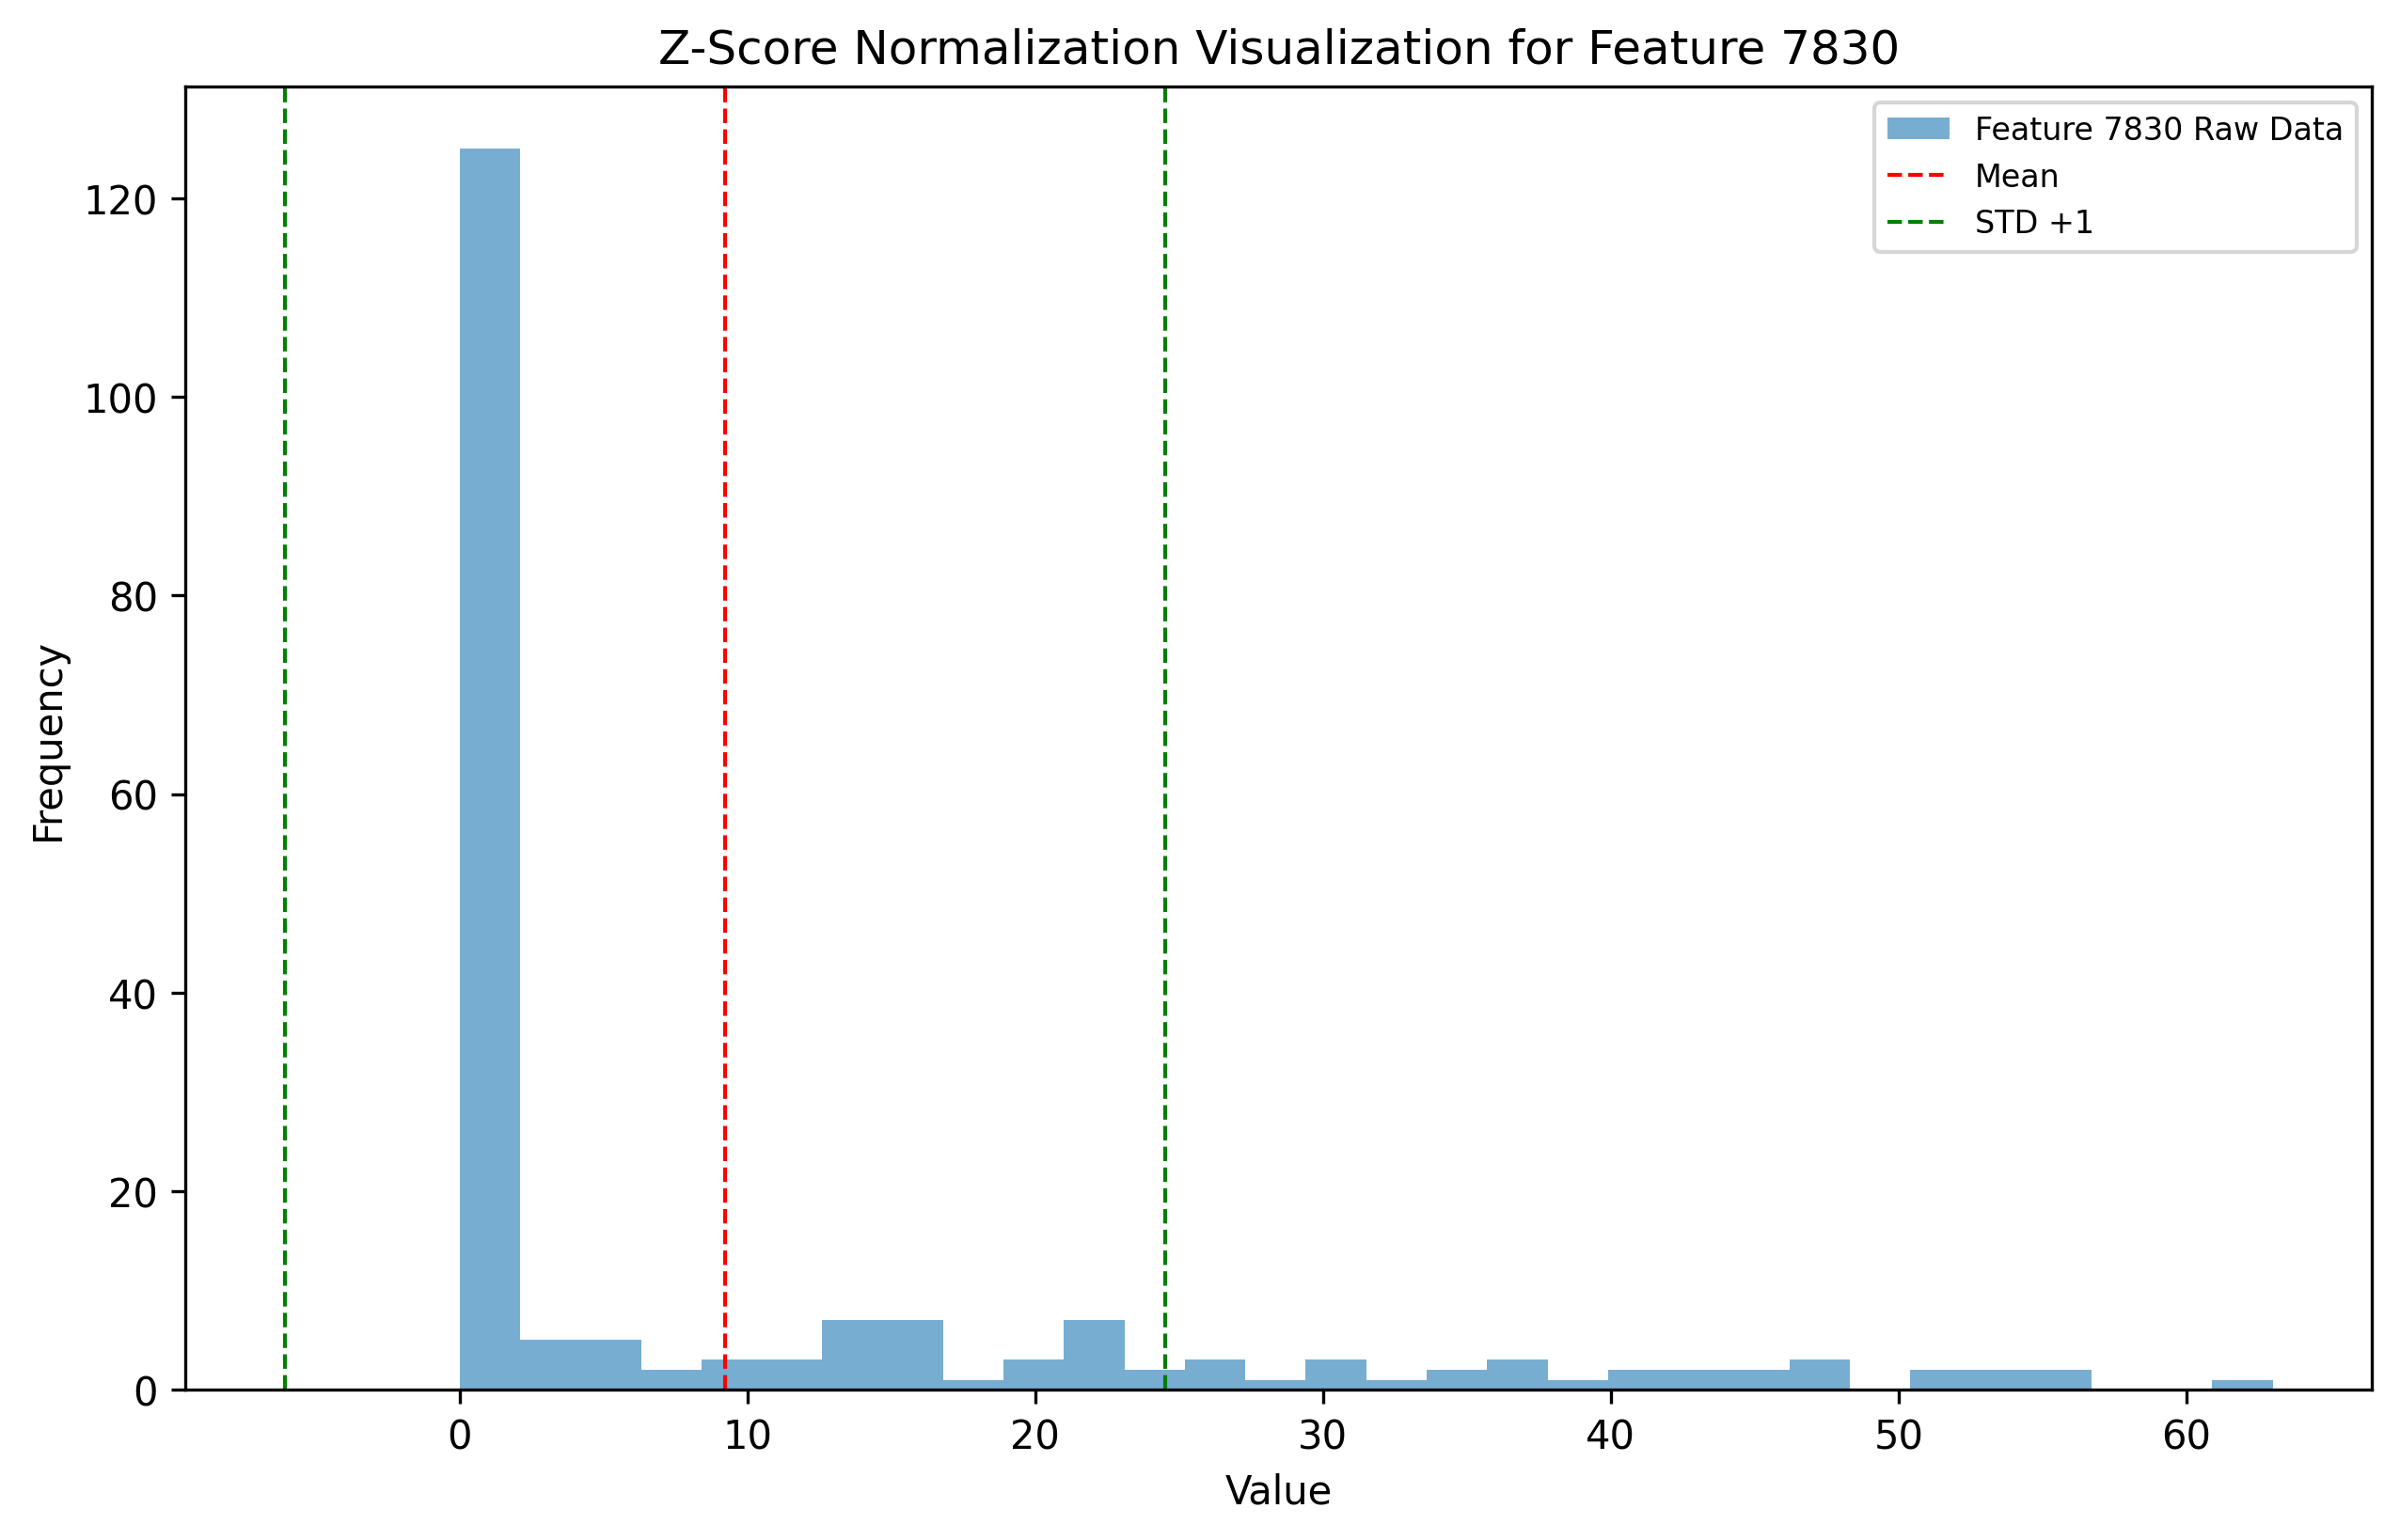 Z-Score Normalization Visualization for Feature 7830
Feature 7830 Raw Data
Mean
STD +1
120
100
80
60
40
20
0
Frequency
0 10 20 30 40 50 60
Value